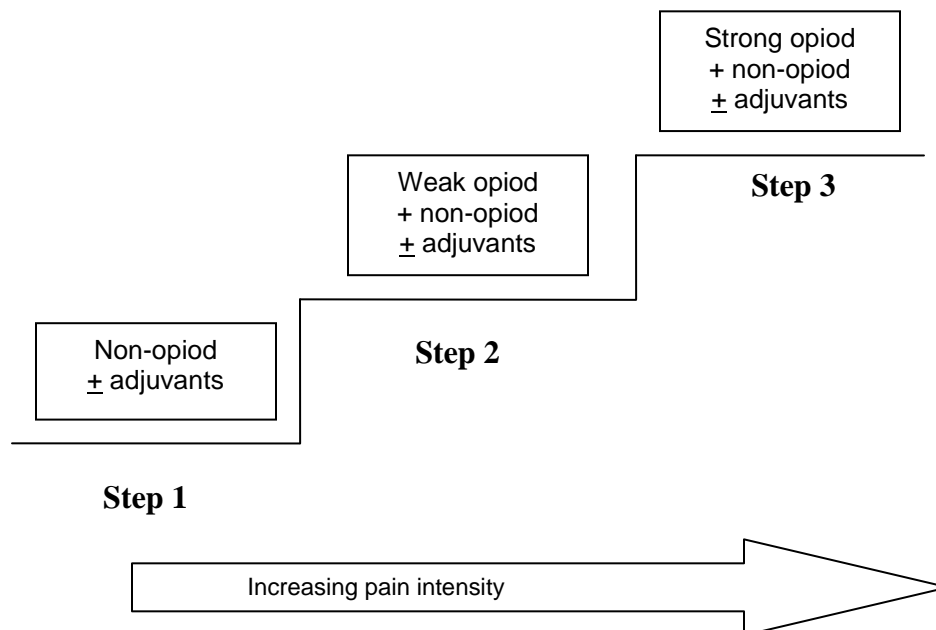 Strong opiod
+ non-opiod
± adjuvants
Step 3
Weak opiod
+ non-opiod
± adjuvants
Step 2
Non-opiod
± adjuvants
Step 1
Increasing pain intensity